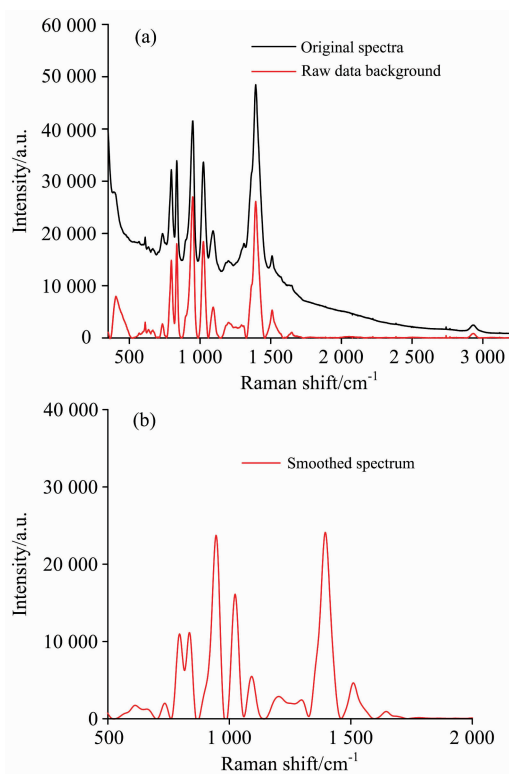 (a)
Original spectra
Raw data background
60 000
50 000
40 000
30 000
20 000
10 000
0
Intensity/a.u.
500
1 000
1 500
2 000
2 500
3 000
Raman shift/cm-1
(b)
Smoothed spectrum
40 000
30 000
20 000
10 000
0
Intensity/a.u.
500
1 000
1 500
2 000
Raman shift/cm-1